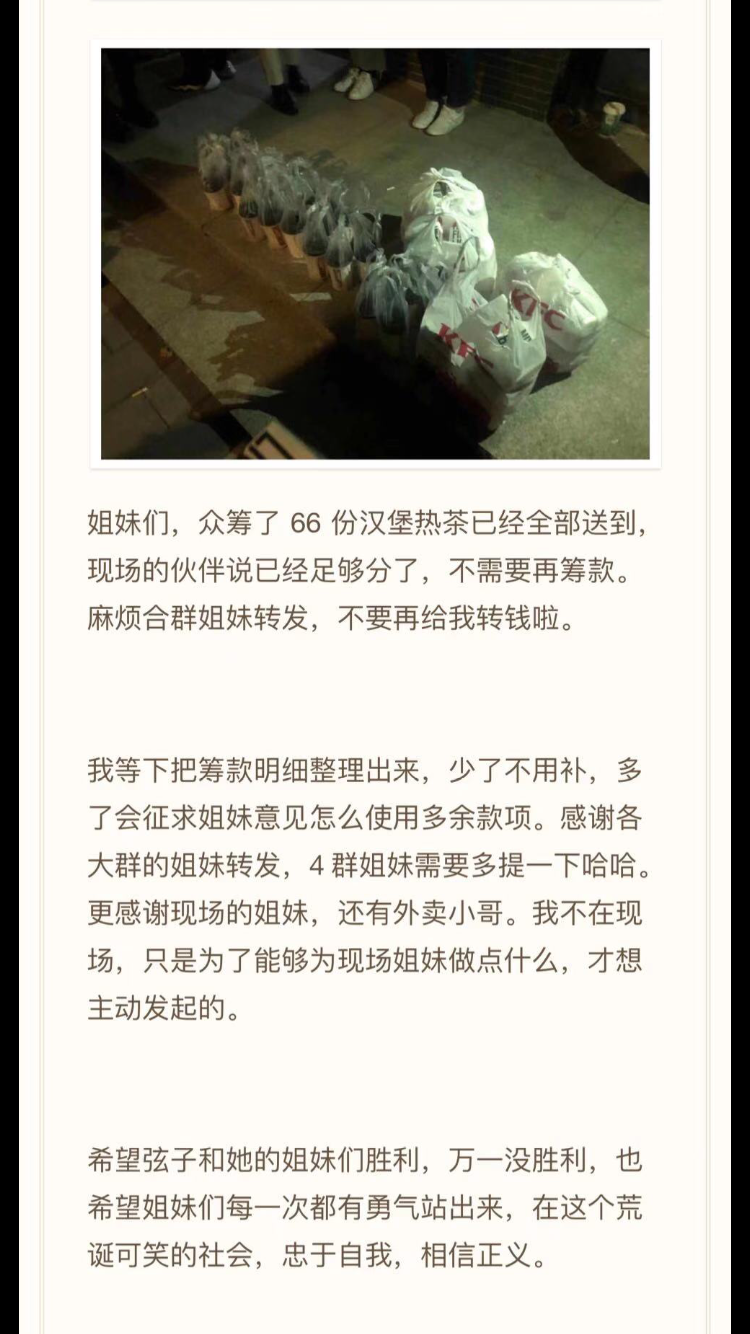 KFC
KFC
姐妹们，众筹了 66 份汉堡热茶已经全部送到，
现场的伙伴说已经足够分了，不需要再筹款。
麻烦合群姐妹转发，不要再给我转钱啦。
我等下把筹款明细整理出来，少了不用补，多
了会征求姐妹意见怎么使用多余款项。感谢各
大群的姐妹转发，4 群姐妹需要多提一下哈哈。
更感谢现场的姐妹，还有外卖小哥。我不在现
场，只是为了能够为现场姐妹做点什么，才想
主动发起的。
希望弦子和她的姐妹们胜利，万一没胜利，也
希望姐妹们每一次都有勇气站出来，在这个荒
诞可笑的社会，忠于自我，相信正义。